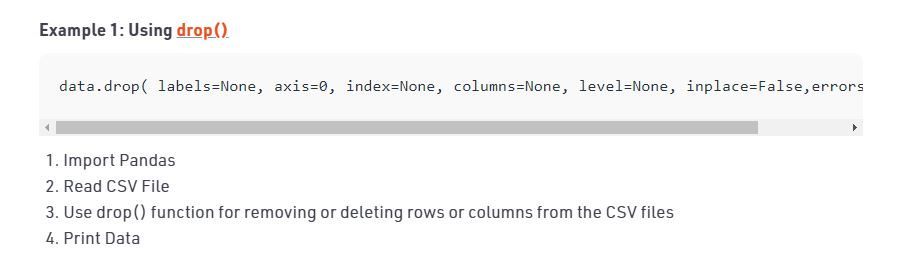 Example 1: Using drop()
data.drop( labels=None, axis=0, index=None, columns=None, level=None, inplace=False,errors
1. Import Pandas
2. Read CSV File
3. Use drop() function for removing or deleting rows or columns from the CSV files
4. Print Data